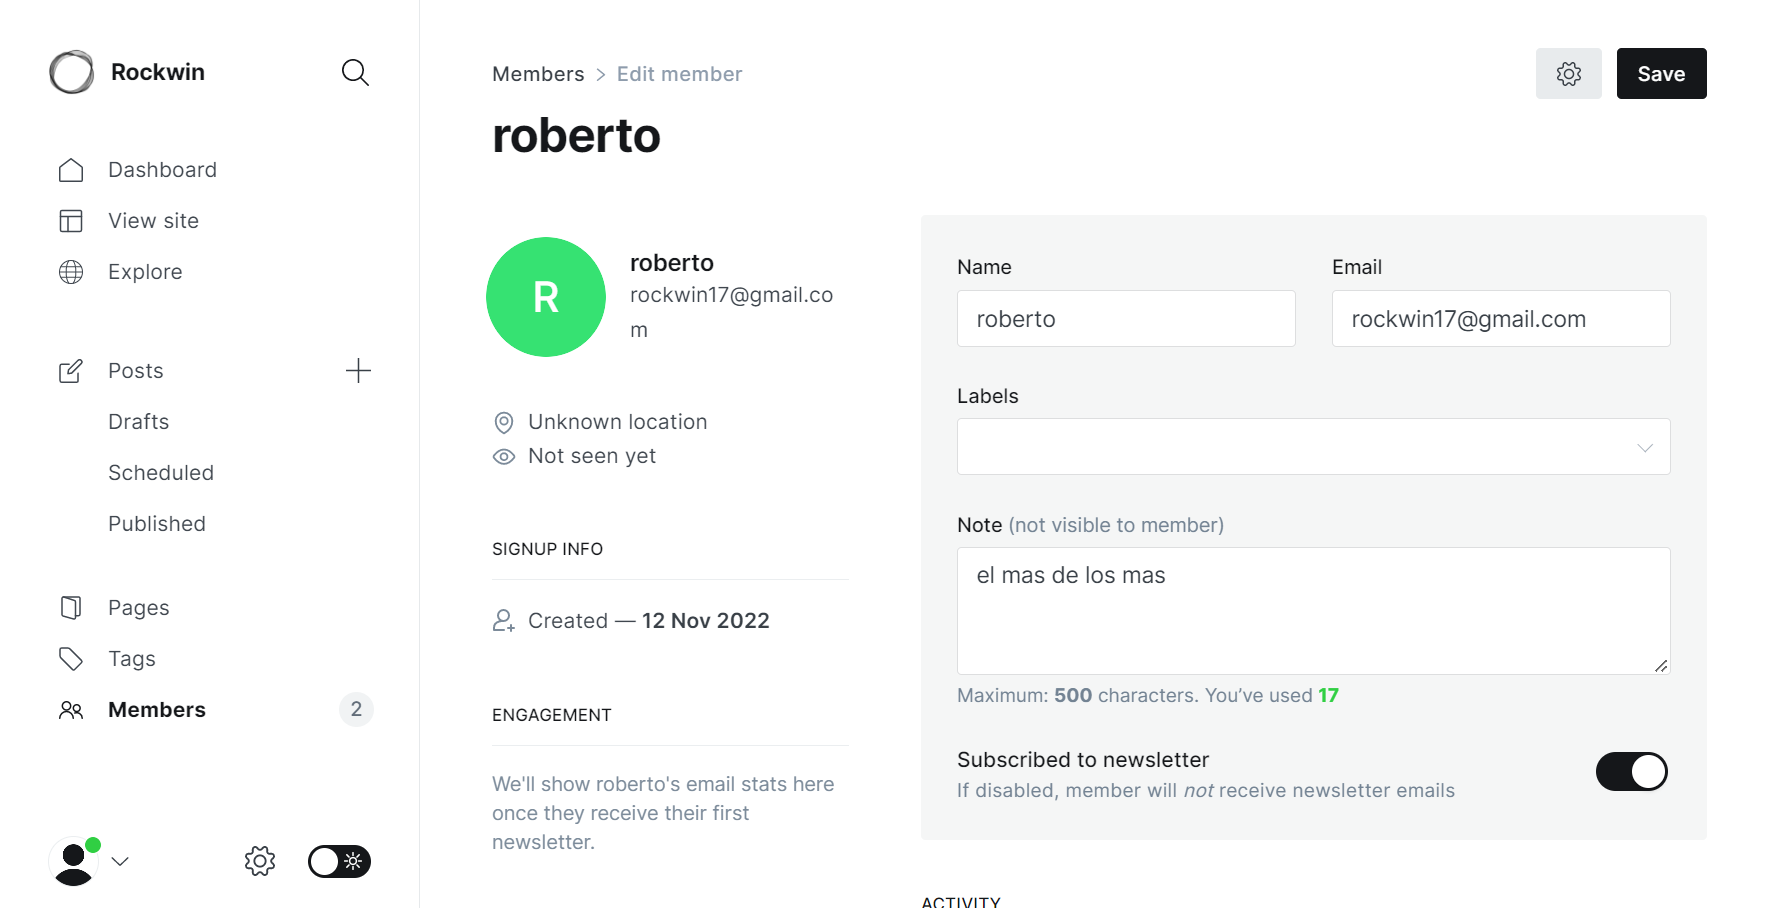 Rockwin
Dashboard
View site
Explore
Posts
Drafts
Scheduled
Published
Pages
Tags
Members 2
Members > Edit member
Save
roberto
R
roberto
rockwin17@gmail.co
m
Unknown location
Not seen yet
SIGNUP INFO
Created — 12 Nov 2022
ENGAGEMENT
We'll show roberto's email stats here
once they receive their first
newsletter.
Name
roberto
Email
rockwin17@gmail.com
Labels
Note (not visible to member)
el mas de los mas
Maximum: 500 characters. You’ve used 17
Subscribed to newsletter
If disabled, member will not receive newsletter emails
ACTIVITY